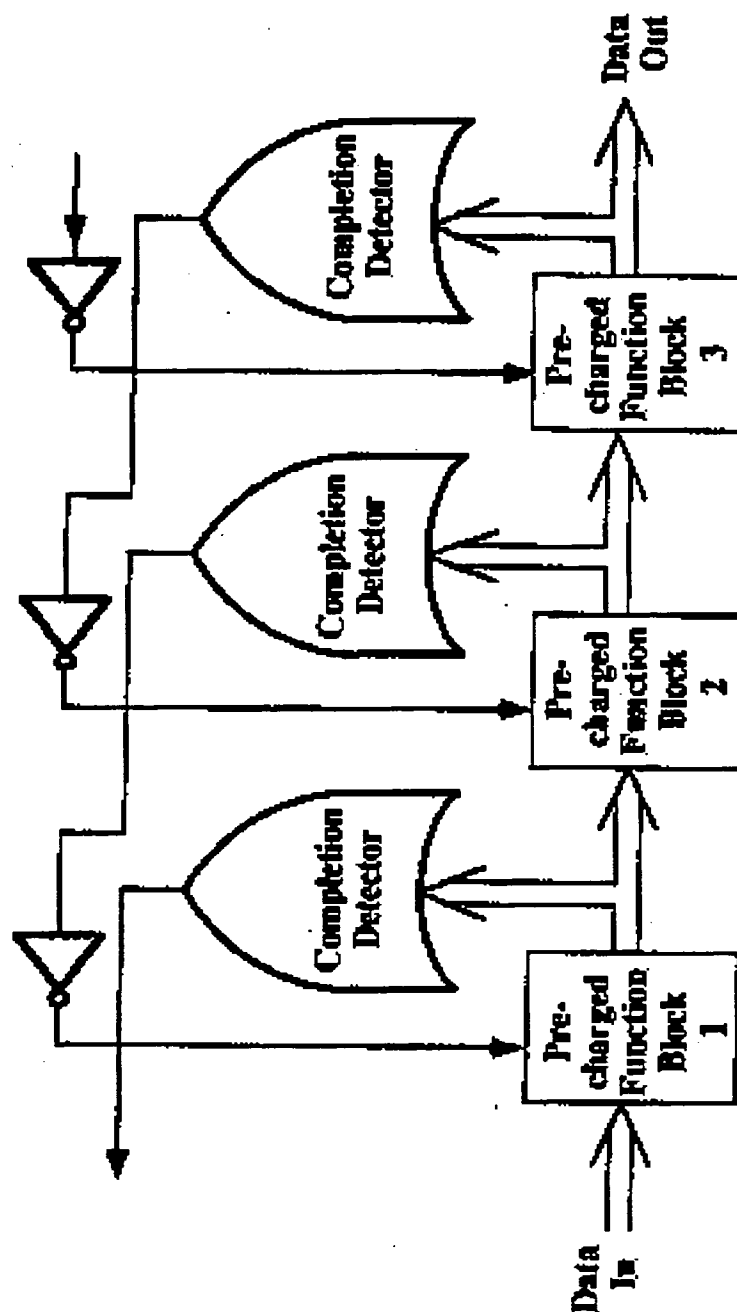 Data
In
Pre-
charged
Function
Block
1
Completion
Detector
Pre-
charged
Function
Block
2
Completion
Detector
Pre-
charged
Function
Block
3
Completion
Detector
Data
Out